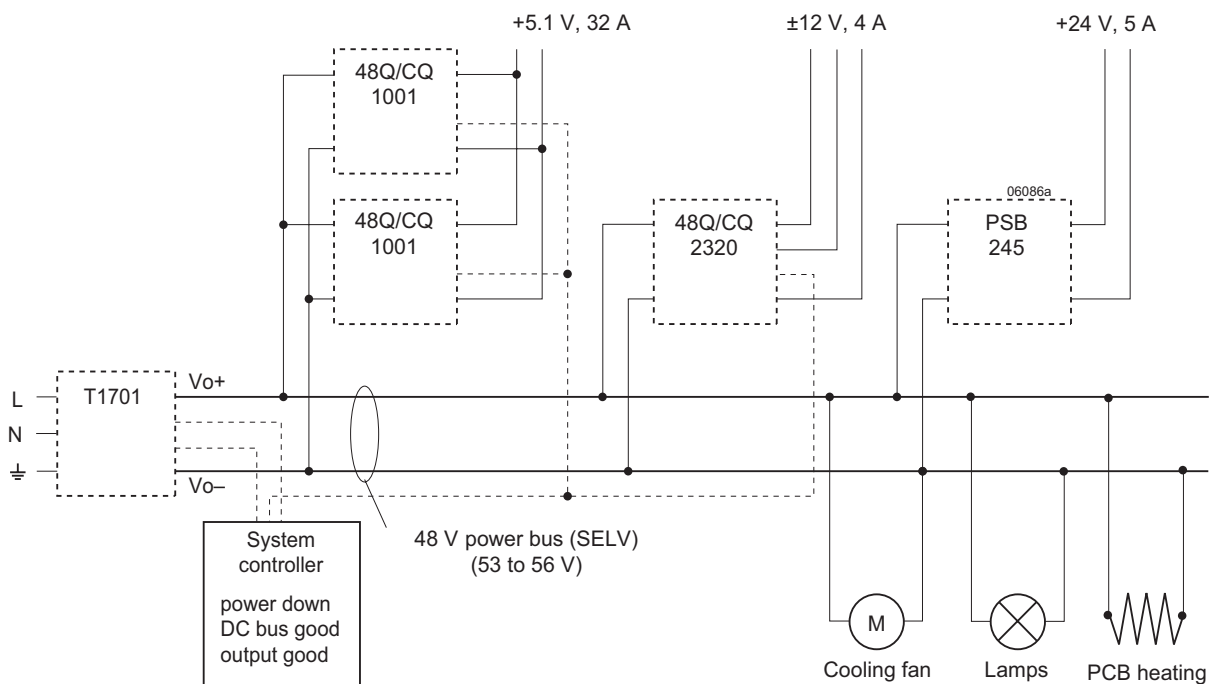 +5.1 V, 32 A
±12 V, 4 A
+24 V, 5 A
48Q/CQ
1001
48Q/CQ
1001
48Q/CQ
2320
06086a
PSB
245
T1701
L
N
Vo+
Vo–
48 V power bus (SELV)
(53 to 56 V)
System
controller
power down
DC bus good
output good
M
Cooling fan
Lamps
PCB heating